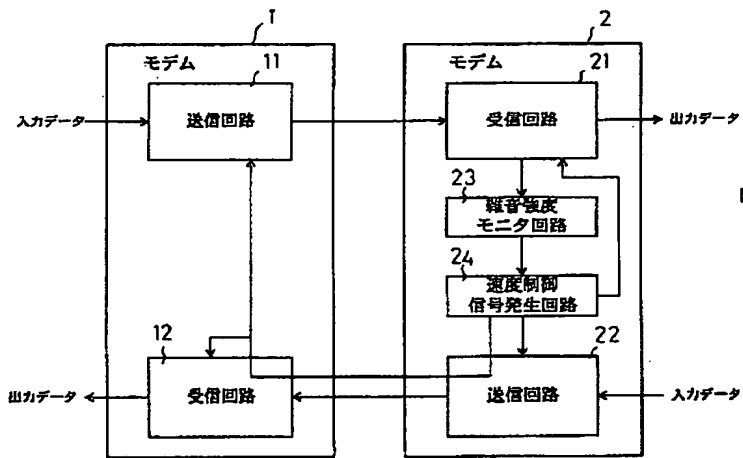 1
2
モデム
11
モデム
21
入力データ
送信回路
受信回路
出力データ
23
雑音強度
モニタ回路
24
速度制御
信号発生回路
12
22
出力データ
受信回路
送信回路
入力データ